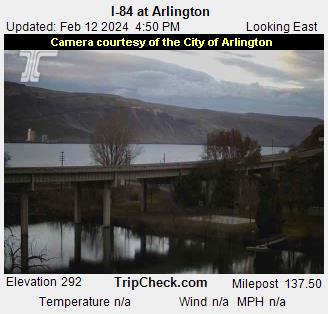 I-84 at Arlington
Updated: Feb 12 2024 4:50 PM Looking East
Camera courtesy of the City of Arlington
Elevation 292 TripCheck.com Milepost 137.50
Temperature n/a Wind n/a MPH n/a